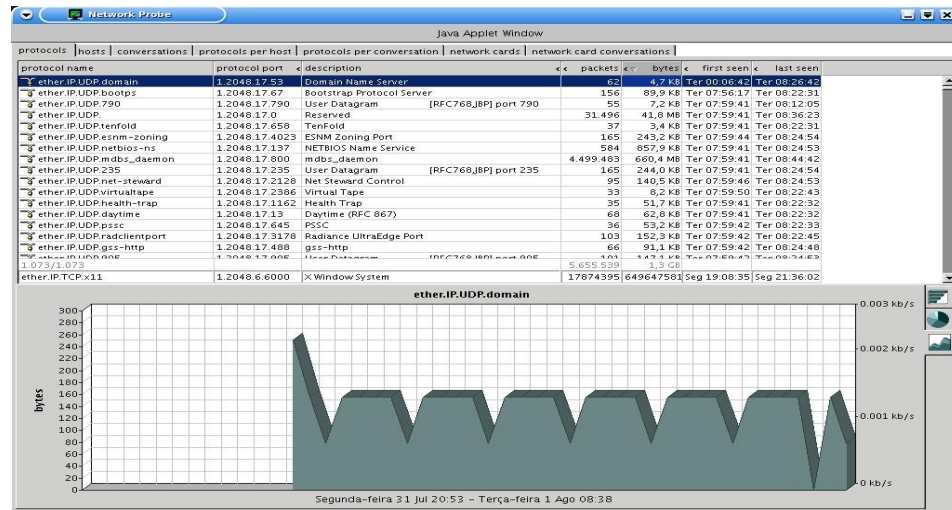 Network Probe
Java Applet Window
protocols hosts conversations protocols per host protocols per conversation network cards network card conversations
protocol name protocol port description packets bytes first seen last seen
ether.IP.UDP.domain 1.2048.17.53 Domain Name Server 62 4,7 KB Ter 00:06:42 Ter 08:26:42
ether.IP.UDP.bootps 1.2048.17.67 Bootstrap Protocol Server 156 89,9 KB Ter 07:56:17 Ter 08:22:31
ether.IP.UDP.790 1.2048.17.790 User Datagram [RFC768,JBP] port 790 55 7,2 KB Ter 07:59:41 Ter 08:12:05
ether.IP.UDP. 1.2048.17.0 Reserved 31.496 41,8 MB Ter 07:59:41 Ter 08:36:23
ether.IP.UDP.tenfold 1.2048.17.658 TenFold 37 3,4 KB Ter 07:59:41 Ter 08:22:31
ether.IP.UDP.esnm-zoning 1.2048.17.4023 ESNM Zoning Port 165 243,2 KB Ter 07:59:44 Ter 08:24:54
ether.IP.UDP.netbios-ns 1.2048.17.137 NETBIOS Name Service 584 857,9 KB Ter 07:59:41 Ter 08:24:53
ether.IP.UDP.mdbs_daemon 1.2048.17.800 mdbs_daemon 4.499.483 660,4 MB Ter 07:59:41 Ter 08:44:42
ether.IP.UDP.235 1.2048.17.235 User Datagram [RFC768,JBP] port 235 165 244,0 KB Ter 07:59:41 Ter 08:24:54
ether.IP.UDP.net-steward 1.2048.17.2128 Net Steward Control 95 140,5 KB Ter 07:59:46 Ter 08:24:53
ether.IP.UDP.virtualtape 1.2048.17.2386 Virtual Tape 33 8,2 KB Ter 07:59:50 Ter 08:22:43
ether.IP.UDP.health-trap 1.2048.17.1162 Health Trap 35 51,7 KB Ter 07:59:41 Ter 08:22:32
ether.IP.UDP.daytime 1.2048.17.13 Daytime (RFC 867) 68 62,8 KB Ter 07:59:41 Ter 08:22:32
ether.IP.UDP.pssc 1.2048.17.645 PSSC 36 53,2 KB Ter 07:59:42 Ter 08:22:33
ether.IP.UDP.radclientport 1.2048.17.3178 Radiance UltraEdge Port 103 152,3 KB Ter 07:59:42 Ter 08:22:45
ether.IP.UDP.gss-http 1.2048.17.488 gss-http 66 91,1 KB Ter 07:59:42 Ter 08:24:48
1.073/1.073 5.655.539 1,3 GB
ether.IP.TCP.x11 1.2048.6.6000 X Window System 17874395 649647581 Seg 19:08:35 Seg 21:36:02
ether.IP.UDP.domain
300 0.003 kb/s
280
260
240 0.002 kb/s
220
200
180
160
140
120 0.001 kb/s
100
80
60
40
20
0 0 kb/s
bytes
Segunda-feira 31 Jul 20:53 - Terça-feira 1 Ago 08:38